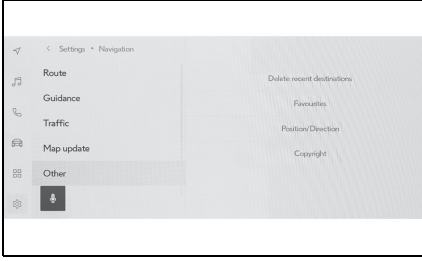 Settings • Navigation
Route
Guidance
Traffic
Map update
Other
Delete recent destinations
Favourites
Position/Direction
Copyright